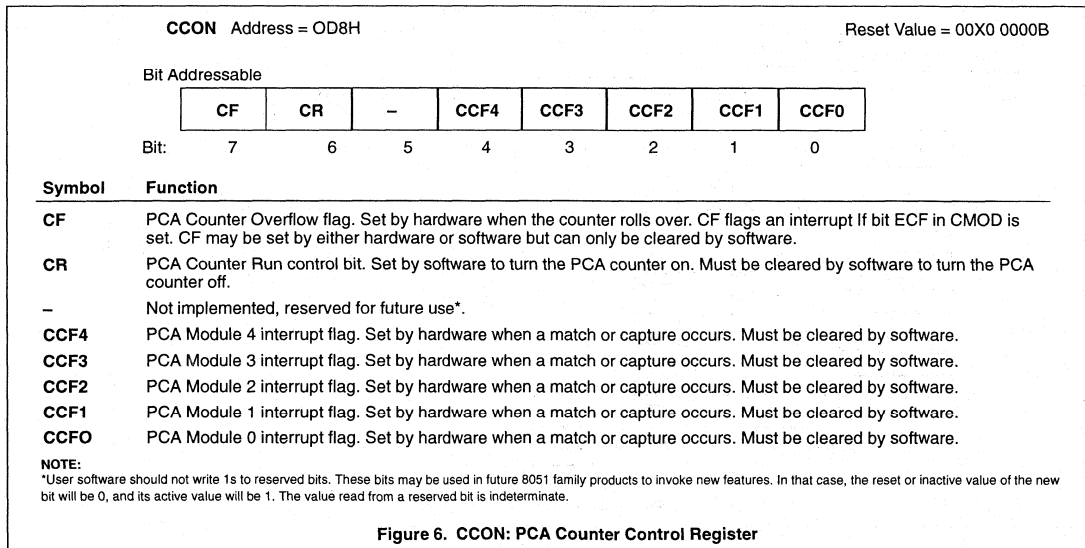 CCON Address = OD8H Reset Value = 00X0 0000B
Bit Addressable
CF CR – CCF4 CCF3 CCF2 CCF1 CCF0
Bit: 7 6 5 4 3 2 1 0
Symbol Function
CF PCA Counter Overflow flag. Set by hardware when the counter rolls over. CF flags an interrupt If bit ECF in CMOD is
set. CF may be set by either hardware or software but can only be cleared by software.
CR PCA Counter Run control bit. Set by software to turn the PCA counter on. Must be cleared by software to turn the PCA
counter off.
– Not implemented, reserved for future use*.
CCF4 PCA Module 4 interrupt flag. Set by hardware when a match or capture occurs. Must be cleared by software.
CCF3 PCA Module 3 interrupt flag. Set by hardware when a match or capture occurs. Must be cleared by software.
CCF2 PCA Module 2 interrupt flag. Set by hardware when a match or capture occurs. Must be cleared by software.
CCF1 PCA Module 1 interrupt flag. Set by hardware when a match or capture occurs. Must be cleared by software.
CCFO PCA Module 0 interrupt flag. Set by hardware when a match or capture occurs. Must be cleared by software.
NOTE:
*User software should not write 1s to reserved bits. These bits may be used in future 8051 family products to invoke new features. In that case, the reset or inactive value of the new
bit will be 0, and its active value will be 1. The value read from a reserved bit is indeterminate.
Figure 6. CCON: PCA Counter Control Register